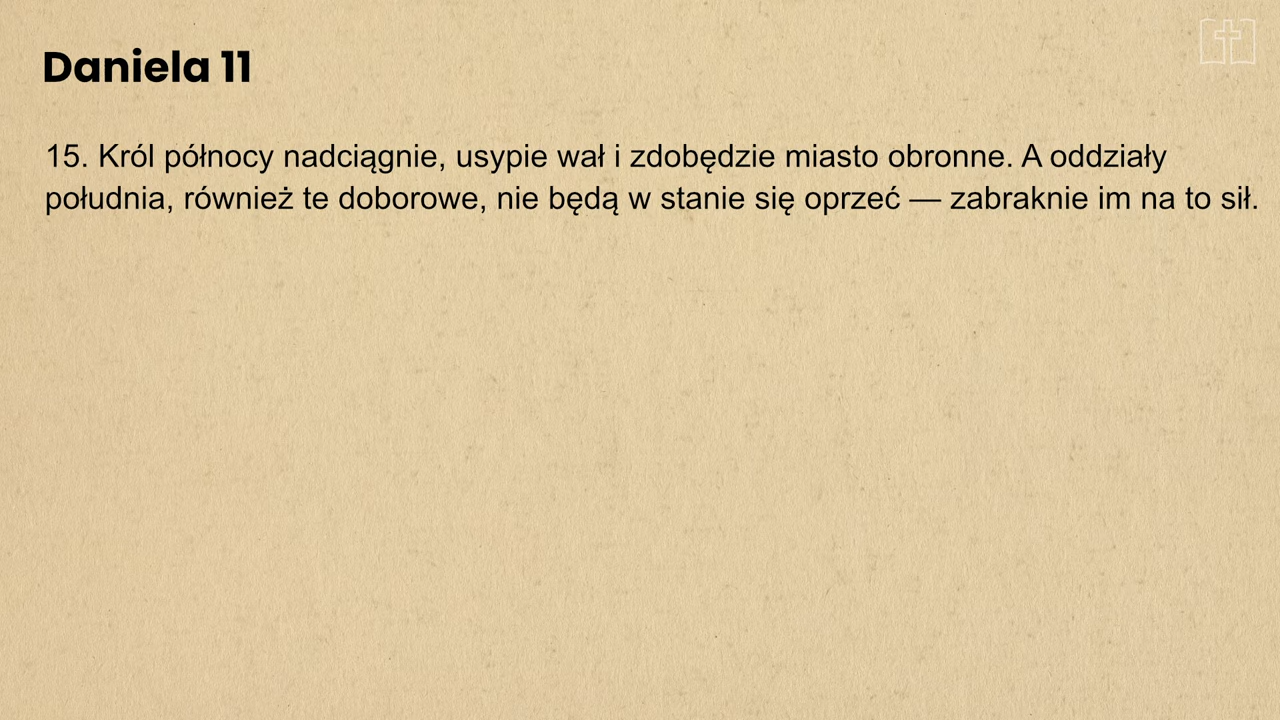 Daniela 11
15. Król północy nadciągnie, usypie wał i zdobędzie miasto obronne. A oddziały
południa, również te doborowe, nie będą w stanie się oprzeć — zabraknie im na to sił.